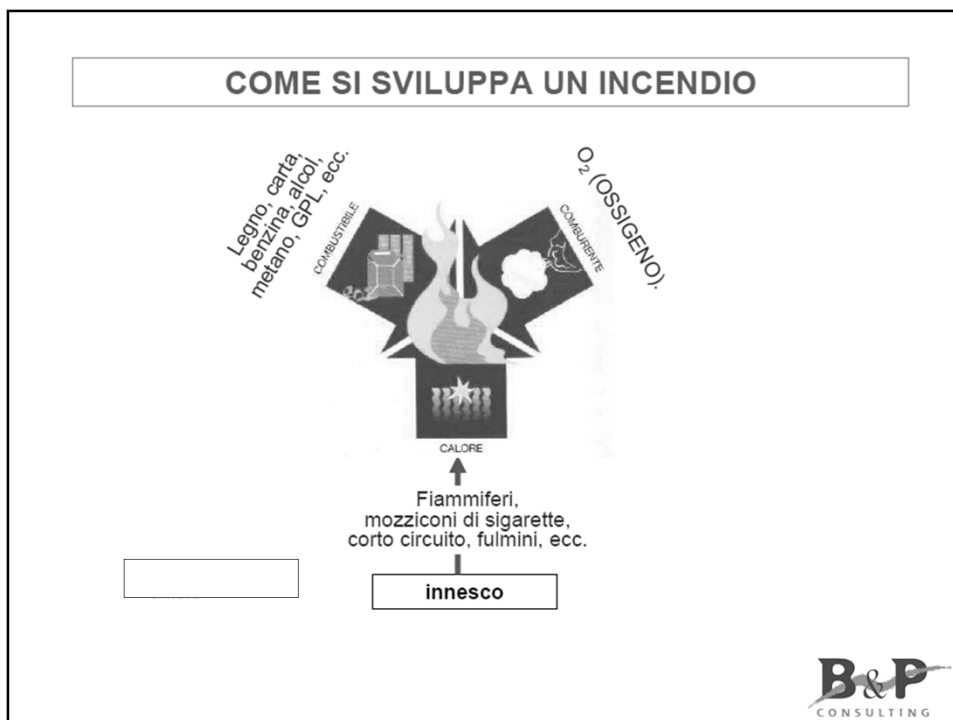 COME SI SVILUPPA UN INCENDIO
Legno, carta,
benzina, alcol,
metano, GPL, ecc.
COMBUSTIBILE
O₂ (OSSIGENO).
COMBURENTE
CALORE
Fiammiferi,
mozziconi di sigarette,
corto circuito, fulmini, ecc.
innesco
B&P
CONSULTING